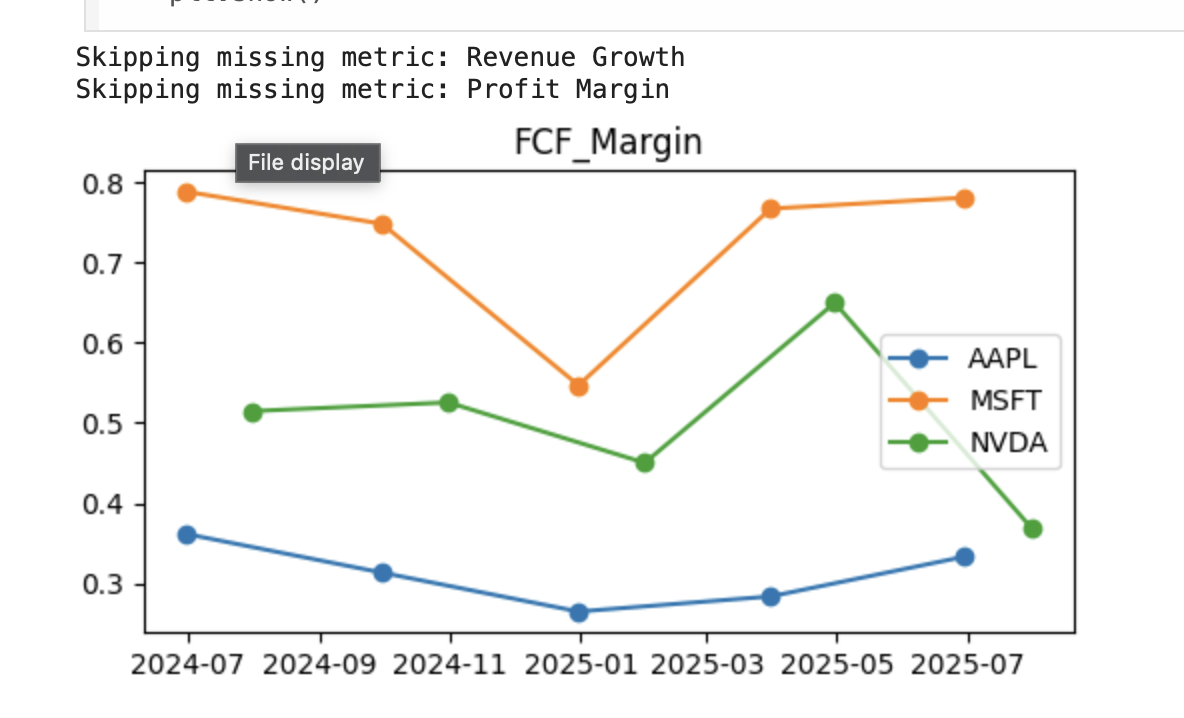 Skipping missing metric: Revenue Growth
Skipping missing metric: Profit Margin
FCF_Margin
File display
0.8
0.7
0.6
0.5
0.4
0.3
AAPL
MSFT
NVDA
2024-07 2024-09 2024-11 2025-01 2025-03 2025-05 2025-07